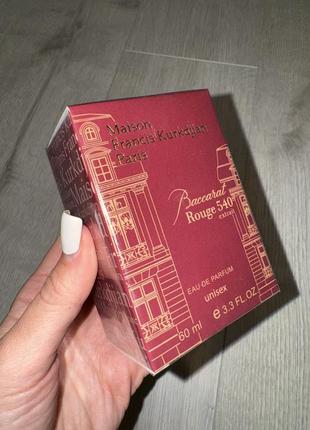 Maison
Francis Kurkdjian
Paris
Baccarat
Rouge 540
extrait
EAU DE PARFUM
unisex
60 ml e 3.3 FL.OZ